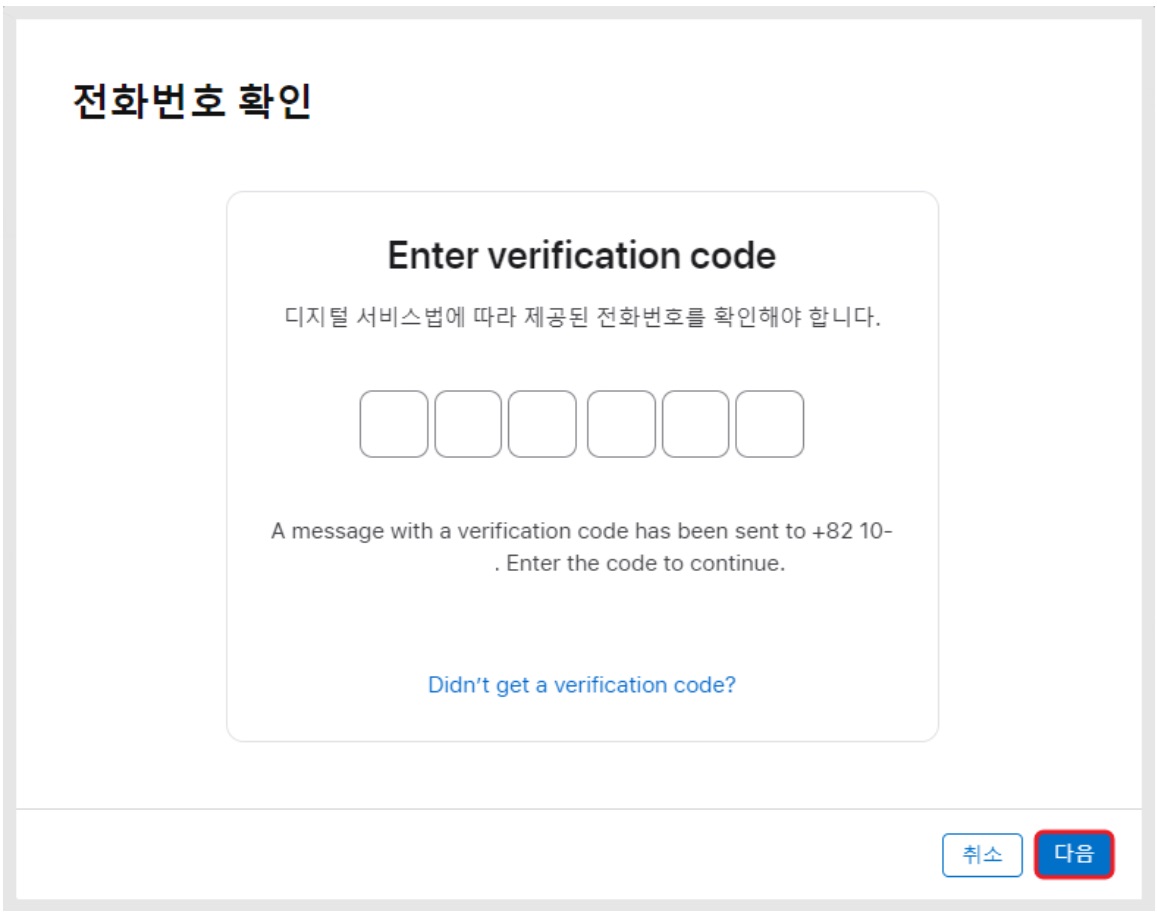 전화번호 확인
Enter verification code
디지털 서비스법에 따라 제공된 전화번호를 확인해야 합니다.
A message with a verification code has been sent to +82 10-
. Enter the code to continue.
Didn't get a verification code?
취소
다음